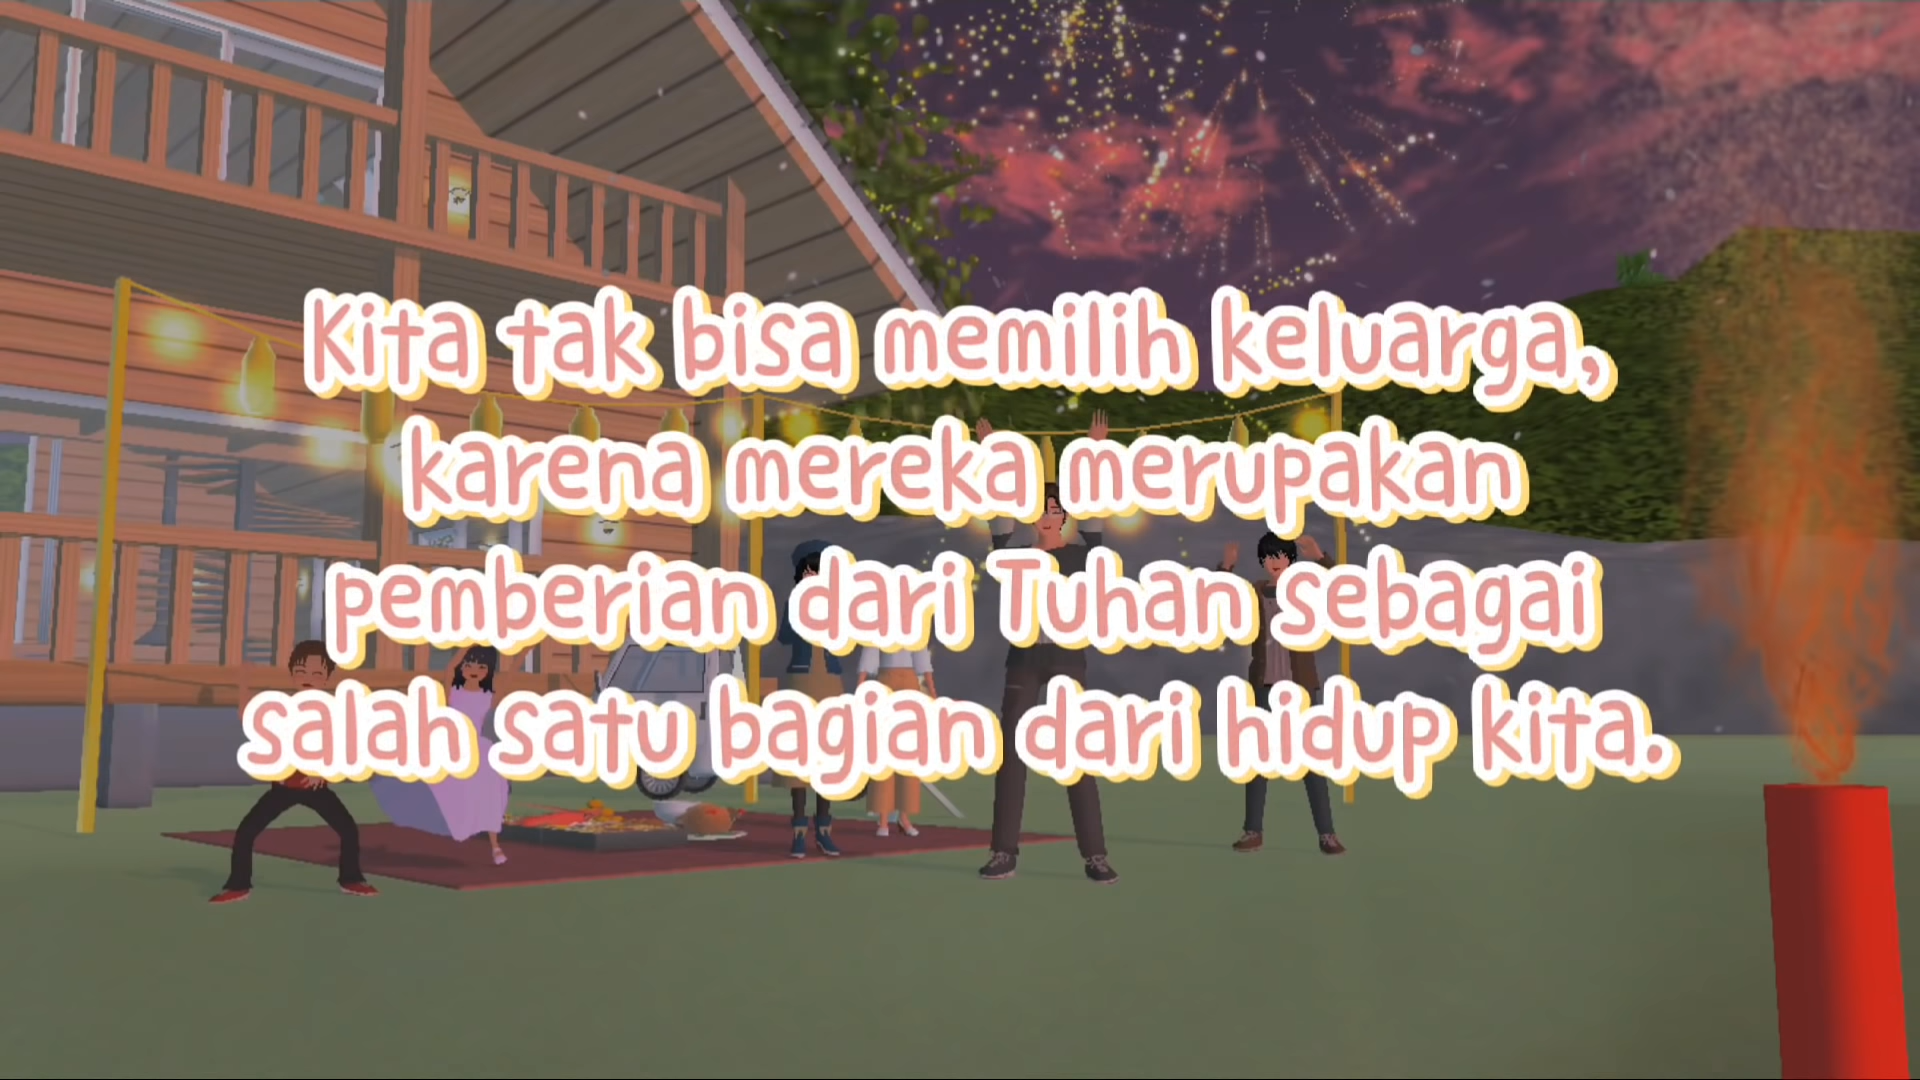 Kita tak bisa memilih keluarga,
karena mereka merupakan
pemberian dari Tuhan sebagai
salah satu bagian dari hidup kita.